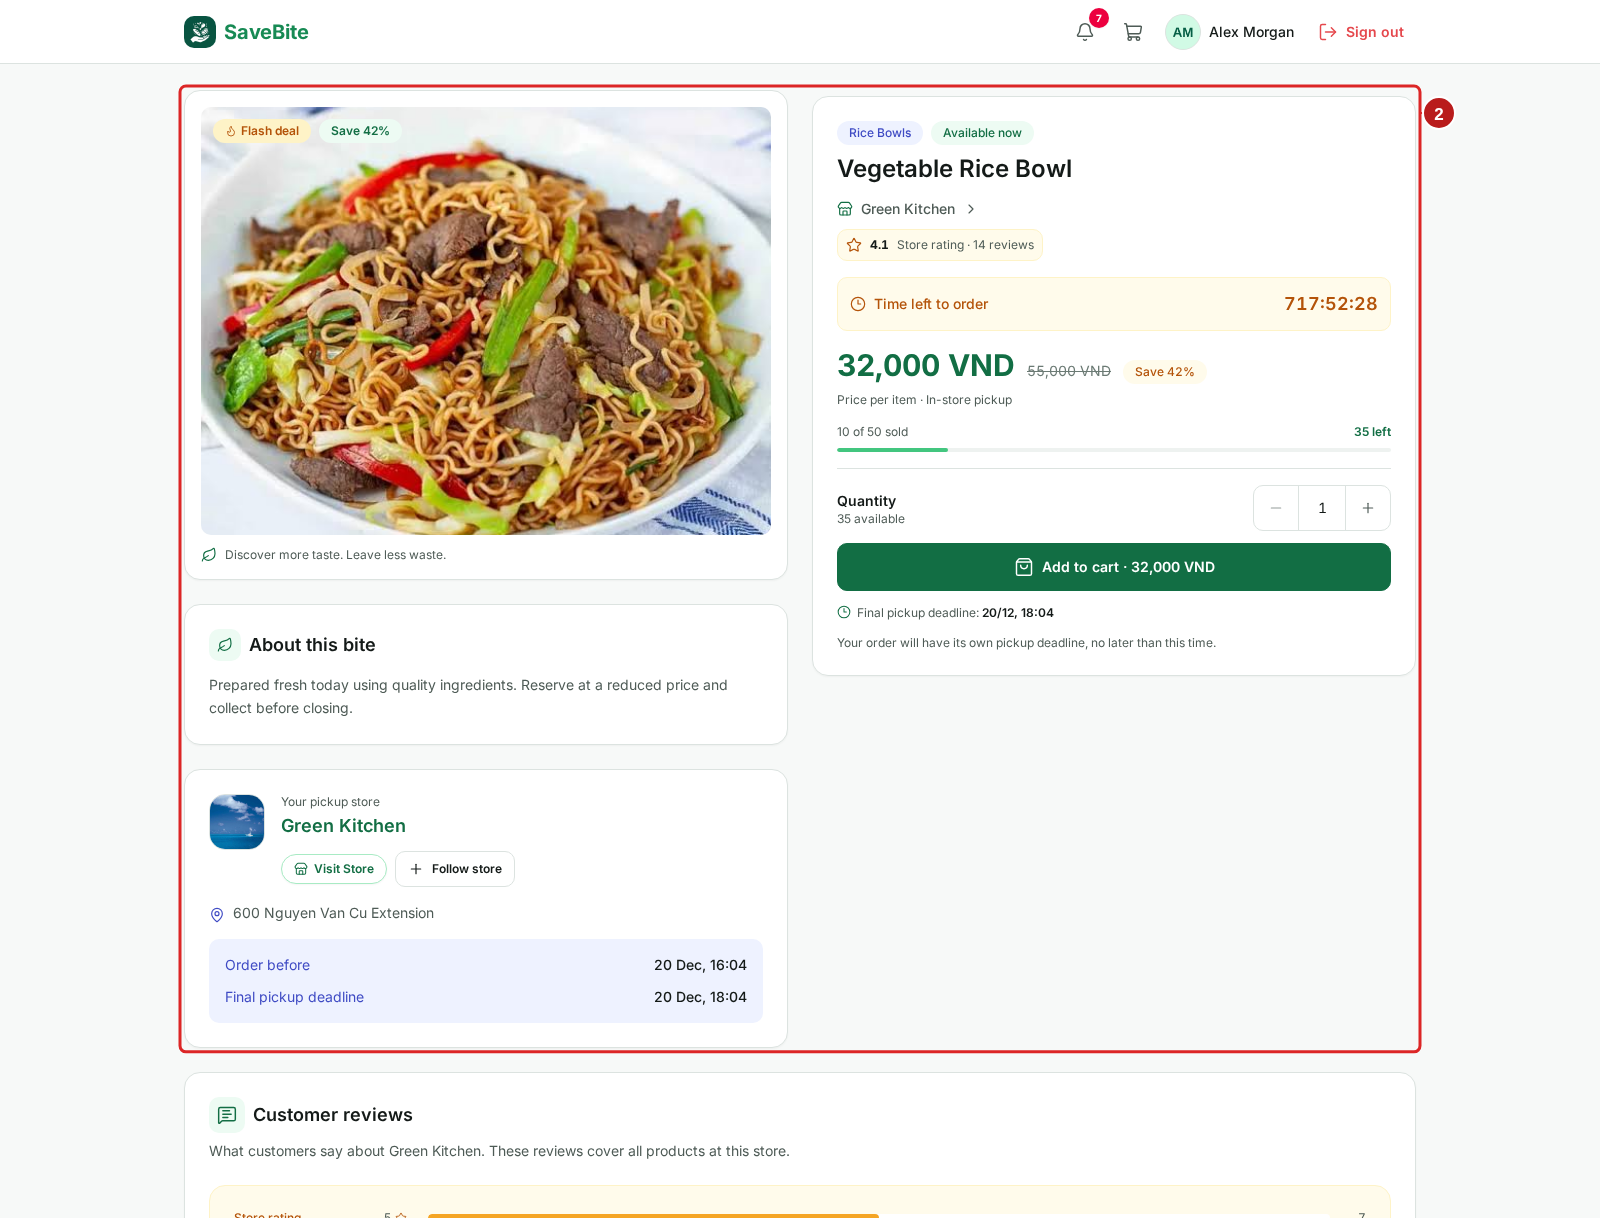 SaveBite
7
AM
Alex Morgan
Sign out
2
Flash deal
Save 42%
Discover more taste. Leave less waste.
Rice Bowls
Available now
Vegetable Rice Bowl
Green Kitchen
4.1 Store rating · 14 reviews
Time left to order
717:52:28
32,000 VND 55,000 VND Save 42%
Price per item · In-store pickup
10 of 50 sold
35 left
Quantity
35 available
1
Add to cart · 32,000 VND
Final pickup deadline: 20/12, 18:04
Your order will have its own pickup deadline, no later than this time.
About this bite
Prepared fresh today using quality ingredients. Reserve at a reduced price and
collect before closing.
Your pickup store
Green Kitchen
Visit Store
Follow store
600 Nguyen Van Cu Extension
Order before 20 Dec, 16:04
Final pickup deadline 20 Dec, 18:04
Customer reviews
What customers say about Green Kitchen. These reviews cover all products at this store.
Store rating
5
7